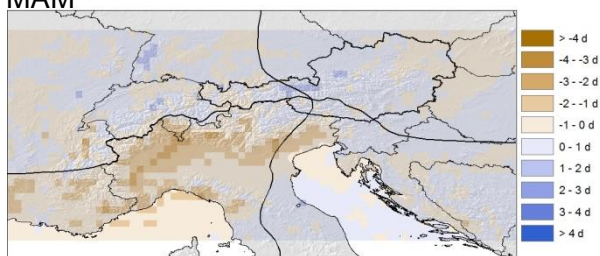 MAM
> -4 d
-4 - -3 d
-3 - -2 d
-2 - -1 d
-1 - 0 d
0 - 1 d
1 - 2 d
2 - 3 d
3 - 4 d
> 4 d